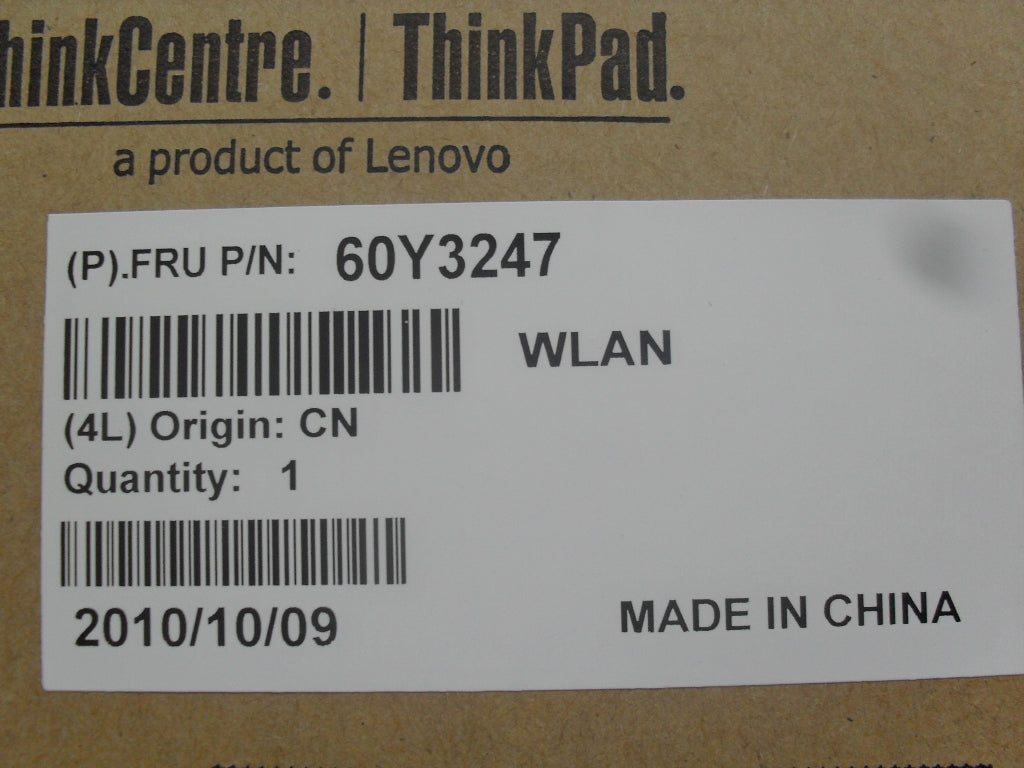 hinkCentre. | ThinkPad.
a product of Lenovo
(P).FRU P/N: 60Y3247
WLAN
(4L) Origin: CN
Quantity: 1
2010/10/09
MADE IN CHINA